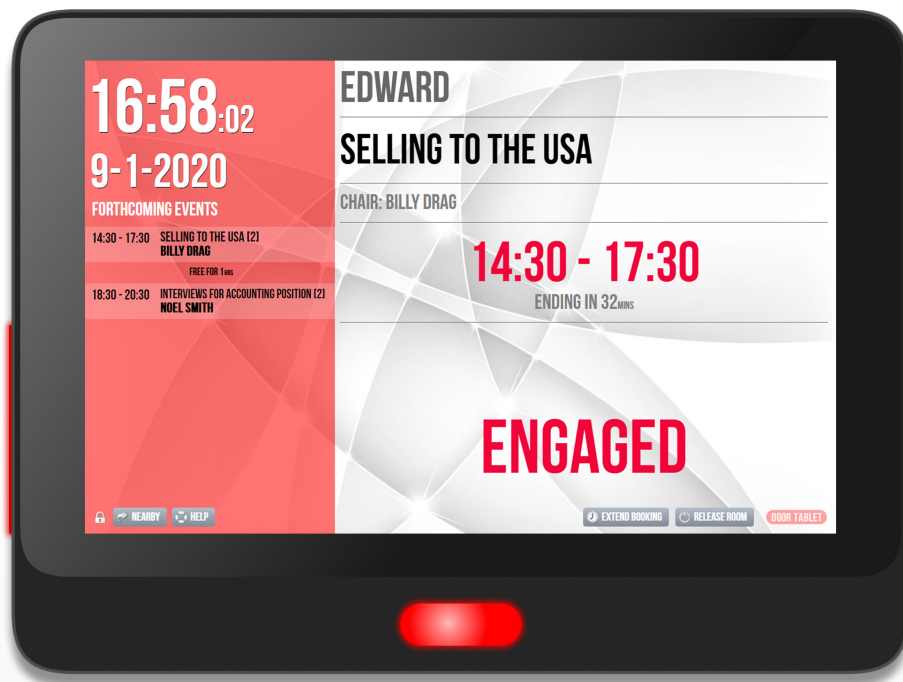 16:58:02
9-1-2020
FORTHCOMING EVENTS
14:30 - 17:30 SELLING TO THE USA [2]
BILLY DRAG
FREE FOR 1HRS
18:30 - 20:30 INTERVIEWS FOR ACCOUNTING POSITION [2]
NOEL SMITH
NEARBY
HELP
EDWARD
SELLING TO THE USA
CHAIR: BILLY DRAG
14:30 - 17:30
ENDING IN 32MINS
ENGAGED
EXTEND BOOKING
RELEASE ROOM
DOOR TABLET